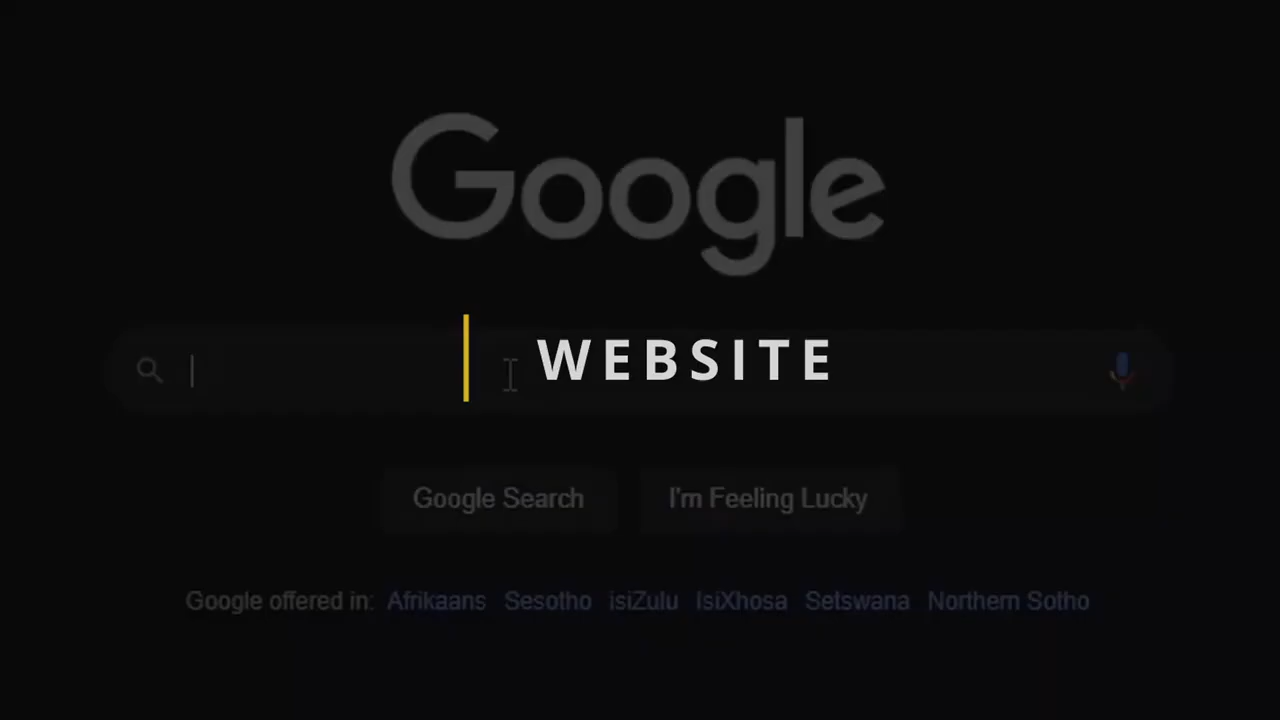 Google
WEBSITE
Google Search I'm Feeling Lucky
Google offered in: Afrikaans Sesotho isiZulu IsiXhosa Setswana Northern Sotho